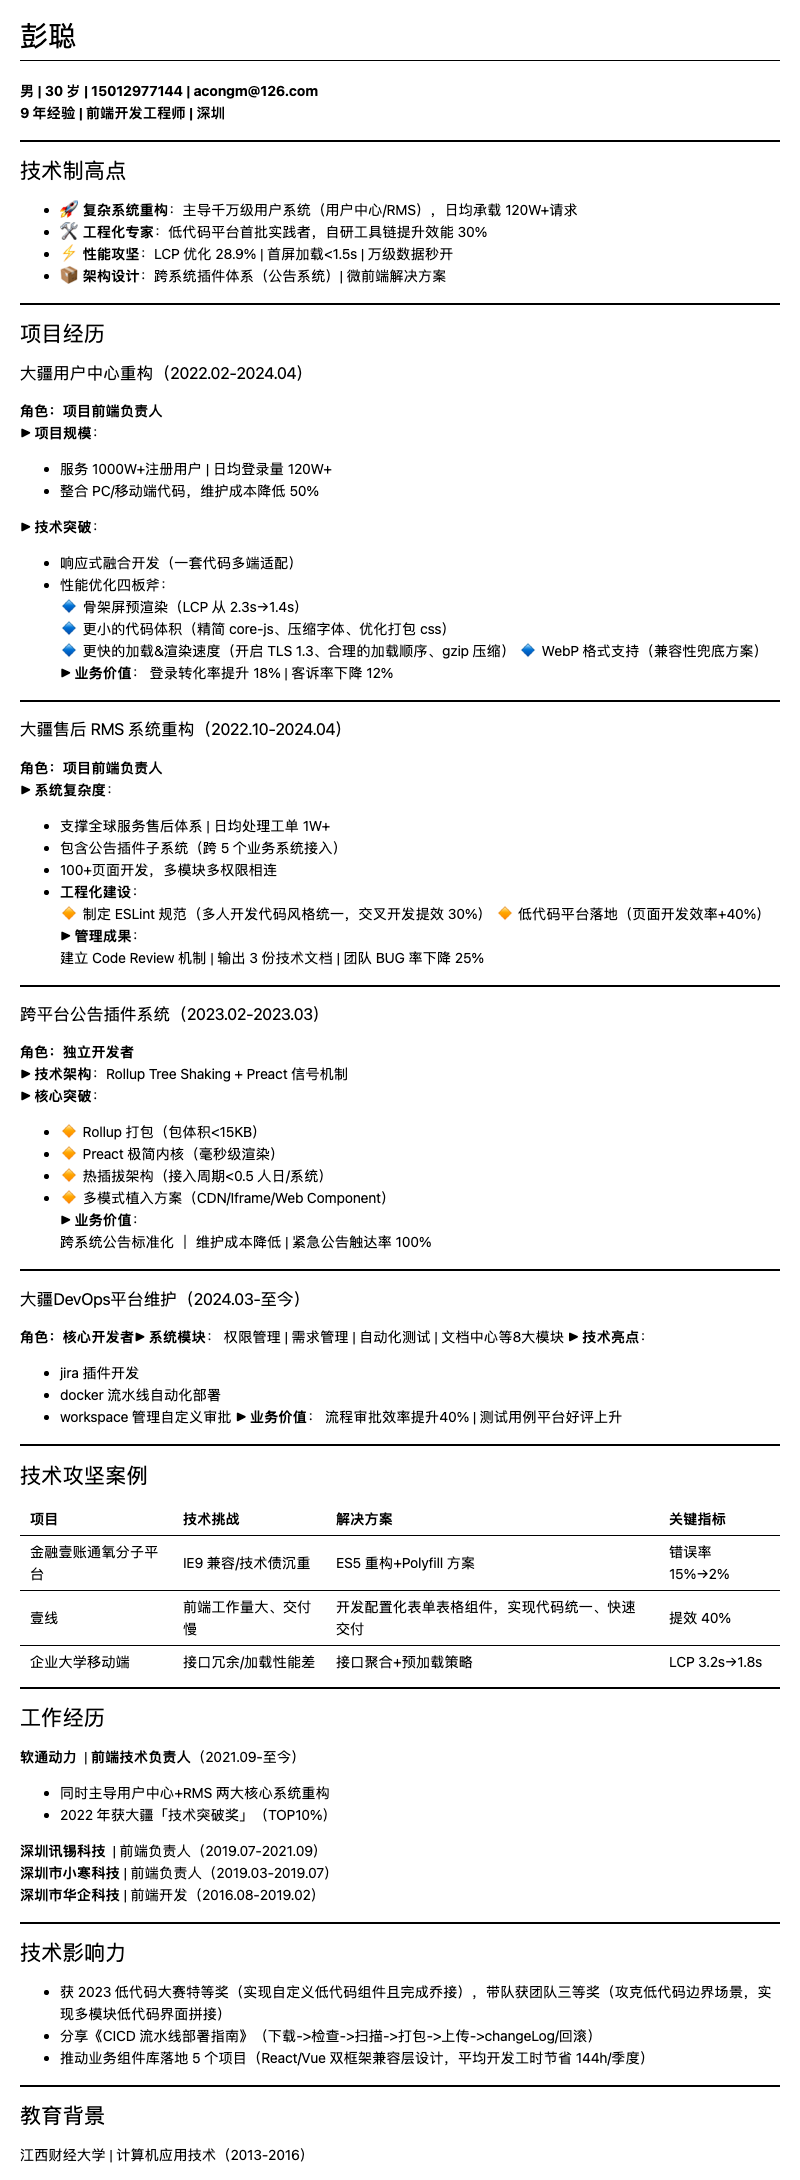 彭聪
男 | 30 岁 | 15012977144 | acongm@126.com
9 年经验 | 前端开发工程师 | 深圳
技术制高点
🚀 复杂系统重构：主导千万级用户系统（用户中心/RMS），日均承载 120W+请求
🛠️ 工程化专家：低代码平台首批实践者，自研工具链提升效能 30%
⚡ 性能攻坚：LCP 优化 28.9% | 首屏加载<1.5s | 万级数据秒开
📦 架构设计：跨系统插件体系（公告系统）| 微前端解决方案
项目经历
大疆用户中心重构（2022.02-2024.04）
角色：项目前端负责人
▶ 项目规模：
服务 1000W+注册用户 | 日均登录量 120W+
整合 PC/移动端代码，维护成本降低 50%
▶ 技术突破：
响应式融合开发（一套代码多端适配）
性能优化四板斧：
🔷 骨架屏预渲染（LCP 从 2.3s→1.4s）
🔷 更小的代码体积（精简 core-js、压缩字体、优化打包 css）
🔷 更快的加载&渲染速度（开启 TLS 1.3、合理的加载顺序、gzip 压缩） 🔷 WebP 格式支持（兼容性兜底方案）
▶ 业务价值： 登录转化率提升 18% | 客诉率下降 12%
大疆售后 RMS 系统重构（2022.10-2024.04）
角色：项目前端负责人
▶ 系统复杂度：
支撑全球服务售后体系 | 日均处理工单 1W+
包含公告插件子系统（跨 5 个业务系统接入）
100+页面开发，多模块多权限相连
工程化建设：
🔶 制定 ESLint 规范（多人开发代码风格统一，交叉开发提效 30%） 🔶 低代码平台落地（页面开发效率+40%）
▶ 管理成果：
建立 Code Review 机制 | 输出 3 份技术文档 | 团队 BUG 率下降 25%
跨平台公告插件系统（2023.02-2023.03）
角色：独立开发者
▶ 技术架构：Rollup Tree Shaking + Preact 信号机制
▶ 核心突破：
🔶 Rollup 打包（包体积<15KB）
🔶 Preact 极简内核（毫秒级渲染）
🔶 热插拔架构（接入周期<0.5 人日/系统）
🔶 多模式植入方案（CDN/Iframe/Web Component）
▶ 业务价值：
跨系统公告标准化 ｜ 维护成本降低 | 紧急公告触达率 100%
大疆DevOps平台维护（2024.03-至今）
角色：核心开发者▶ 系统模块： 权限管理 | 需求管理 | 自动化测试 | 文档中心等8大模块 ▶ 技术亮点：
jira 插件开发
docker 流水线自动化部署
workspace 管理自定义审批 ▶ 业务价值： 流程审批效率提升40% | 测试用例平台好评上升
技术攻坚案例
项目 技术挑战 解决方案 关键指标
金融壹账通氧分子平台 IE9 兼容/技术债沉重 ES5 重构+Polyfill 方案 错误率 15%→2%
壹线 前端工作量大、交付慢 开发配置化表单表格组件，实现代码统一、快速交付 提效 40%
企业大学移动端 接口冗余/加载性能差 接口聚合+预加载策略 LCP 3.2s→1.8s
工作经历
软通动力 | 前端技术负责人（2021.09-至今）
同时主导用户中心+RMS 两大核心系统重构
2022 年获大疆「技术突破奖」（TOP10%）
深圳讯锡科技 | 前端负责人（2019.07-2021.09）
深圳市小寒科技 | 前端负责人（2019.03-2019.07）
深圳市华企科技 | 前端开发（2016.08-2019.02）
技术影响力
获 2023 低代码大赛特等奖（实现自定义低代码组件且完成乔接），带队获团队三等奖（攻克低代码边界场景，实
现多模块低代码界面拼接）
分享《CICD 流水线部署指南》（下载->检查->扫描->打包->上传->changeLog/回滚）
推动业务组件库落地 5 个项目（React/Vue 双框架兼容层设计，平均开发工时节省 144h/季度）
教育背景
江西财经大学 | 计算机应用技术（2013-2016）